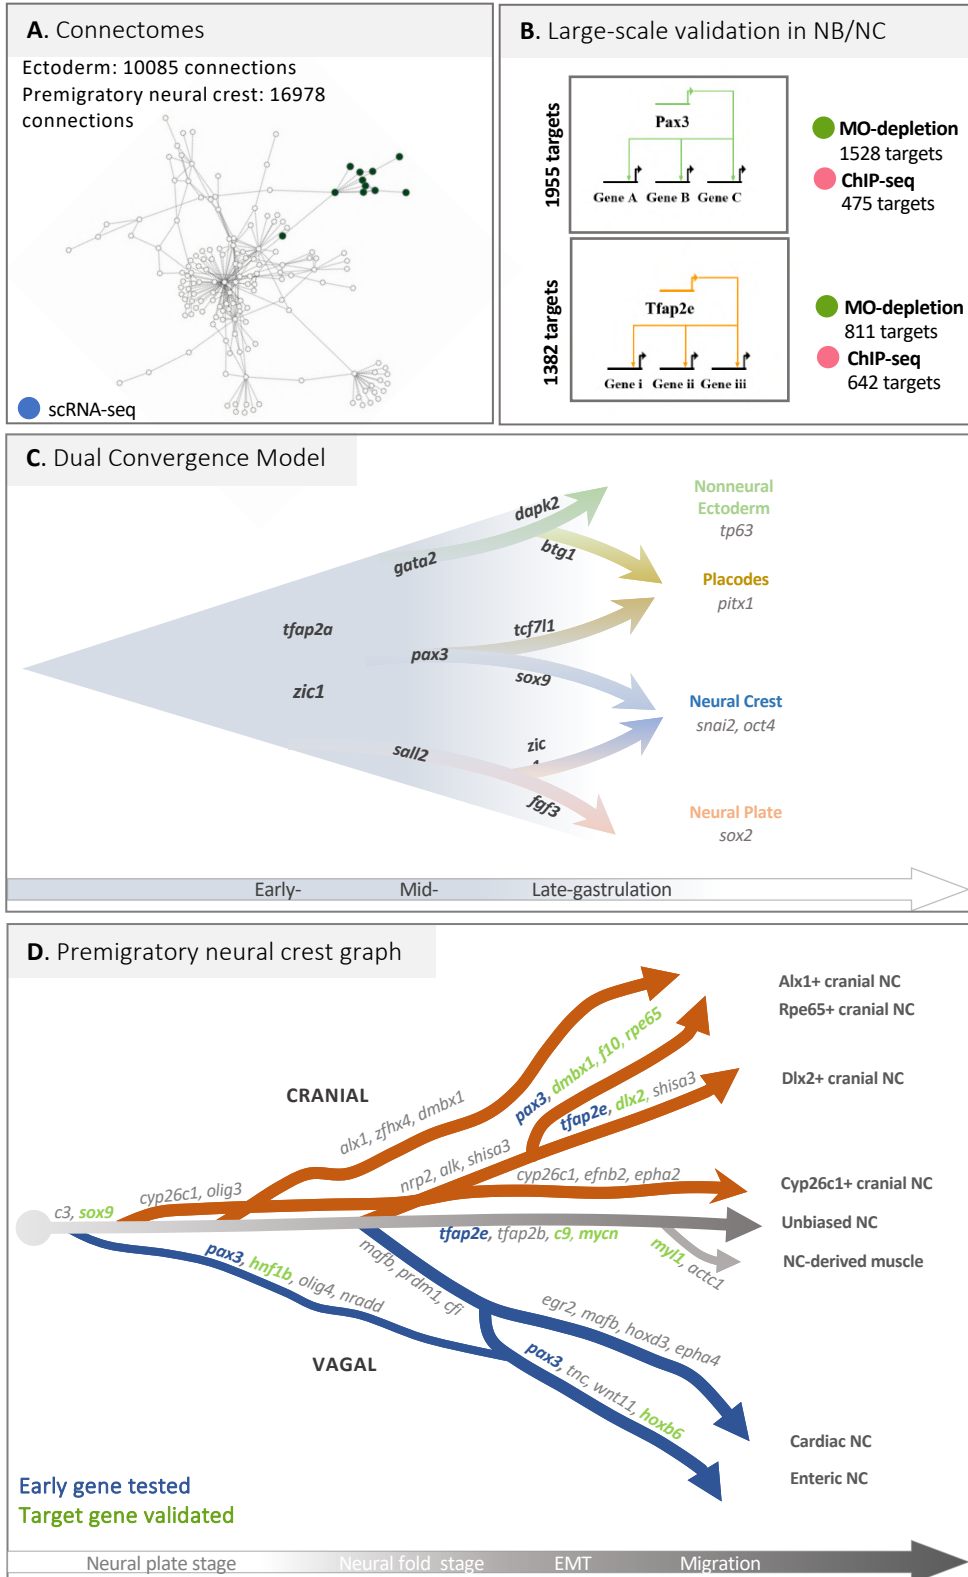 A. Connectomes
Ectoderm: 10085 connections
Premigratory neural crest: 16978
connections
scRNA-seq
B. Large-scale validation in NB/NC
1955 targets
Pax3
Gene A Gene B Gene C
MO-depletion
1528 targets
ChIP-seq
475 targets
1382 targets
Tfap2e
Gene i Gene ii Gene iii
MO-depletion
811 targets
ChIP-seq
642 targets
C. Dual Convergence Model
dapk2
gata2
btg1
tfap2a
tcf7l1
pax3
zic1
sox9
sall2
zic
fgf3
Nonneural
Ectoderm
tp63
Placodes
pitx1
Neural Crest
snai2, oct4
Neural Plate
sox2
Early-
Mid-
Late-gastrulation
D. Premigratory neural crest graph
CRANIAL
alx1, zfhx4, dmbx1
pax3, dmbx1, f10, rpe65
tfap2e, dlx2, shisa3
nrp2, alk, shisa3
cyp26c1, olig3
cyp26c1, efnb2, epha2
c3, sox9
tfap2e, tfap2b, c9, mycn
myl1, actc1
pax3, hnf1b, olig4, nradd
mafb, prdm1, cfi
egr2, mafb, hoxd3, epha4
pax3, tnc, wnt11, hoxb6
VAGAL
Alx1+ cranial NC
Rpe65+ cranial NC
Dlx2+ cranial NC
Cyp26c1+ cranial NC
Unbiased NC
NC-derived muscle
Cardiac NC
Enteric NC
Early gene tested
Target gene validated
Neural plate stage
Neural fold stage
EMT
Migration